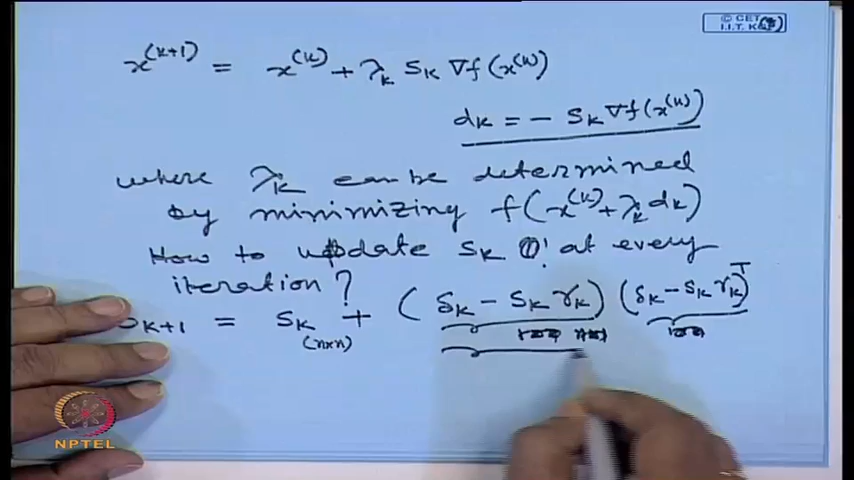 © CET
I.I.T. KGP
x^(k+1) = x^(k) + λ_k S_k ∇f(x^(k))
d_k = - S_k ∇f(x^(k))
where λ_k can be determined
by minimizing f(x^(k) + λ_k d_k)
How to update S_k at every
iteration?
S_k+1 = S_k + (δ_k - S_k γ_k) (δ_k - S_k γ_k)^T
(n×n)
NPTEL